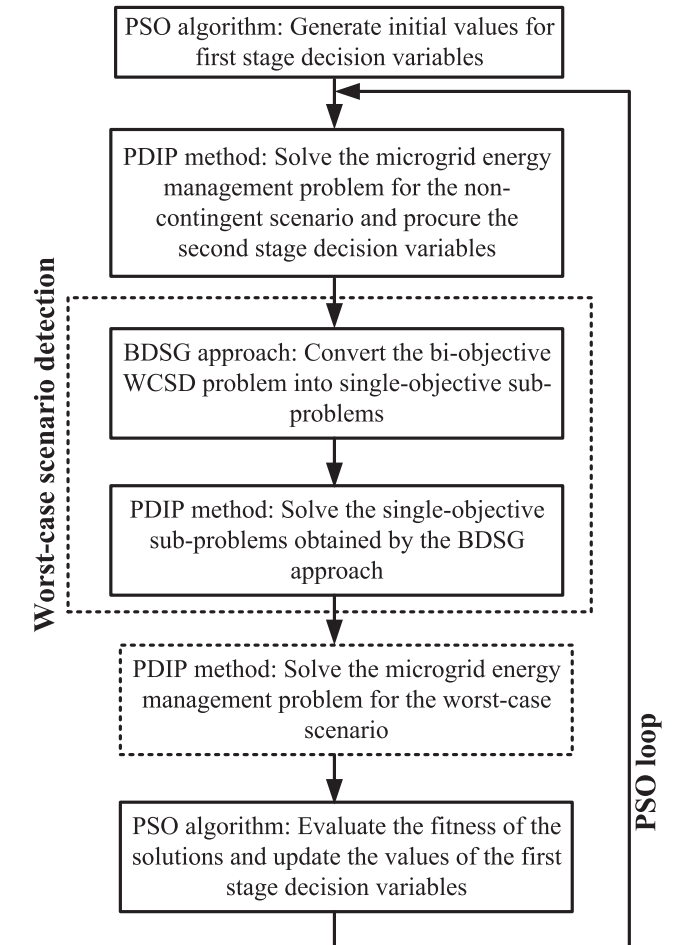 PSO algorithm: Generate initial values for
first stage decision variables
PDIP method: Solve the microgrid energy
management problem for the non-
contingent scenario and procure the
second stage decision variables
Worst-case scenario detection
BDSG approach: Convert the bi-objective
WCSD problem into single-objective sub-
problems
PDIP method: Solve the single-objective
sub-problems obtained by the BDSG
approach
PDIP method: Solve the microgrid energy
management problem for the worst-case
scenario
PSO loop
PSO algorithm: Evaluate the fitness of the
solutions and update the values of the first
stage decision variables